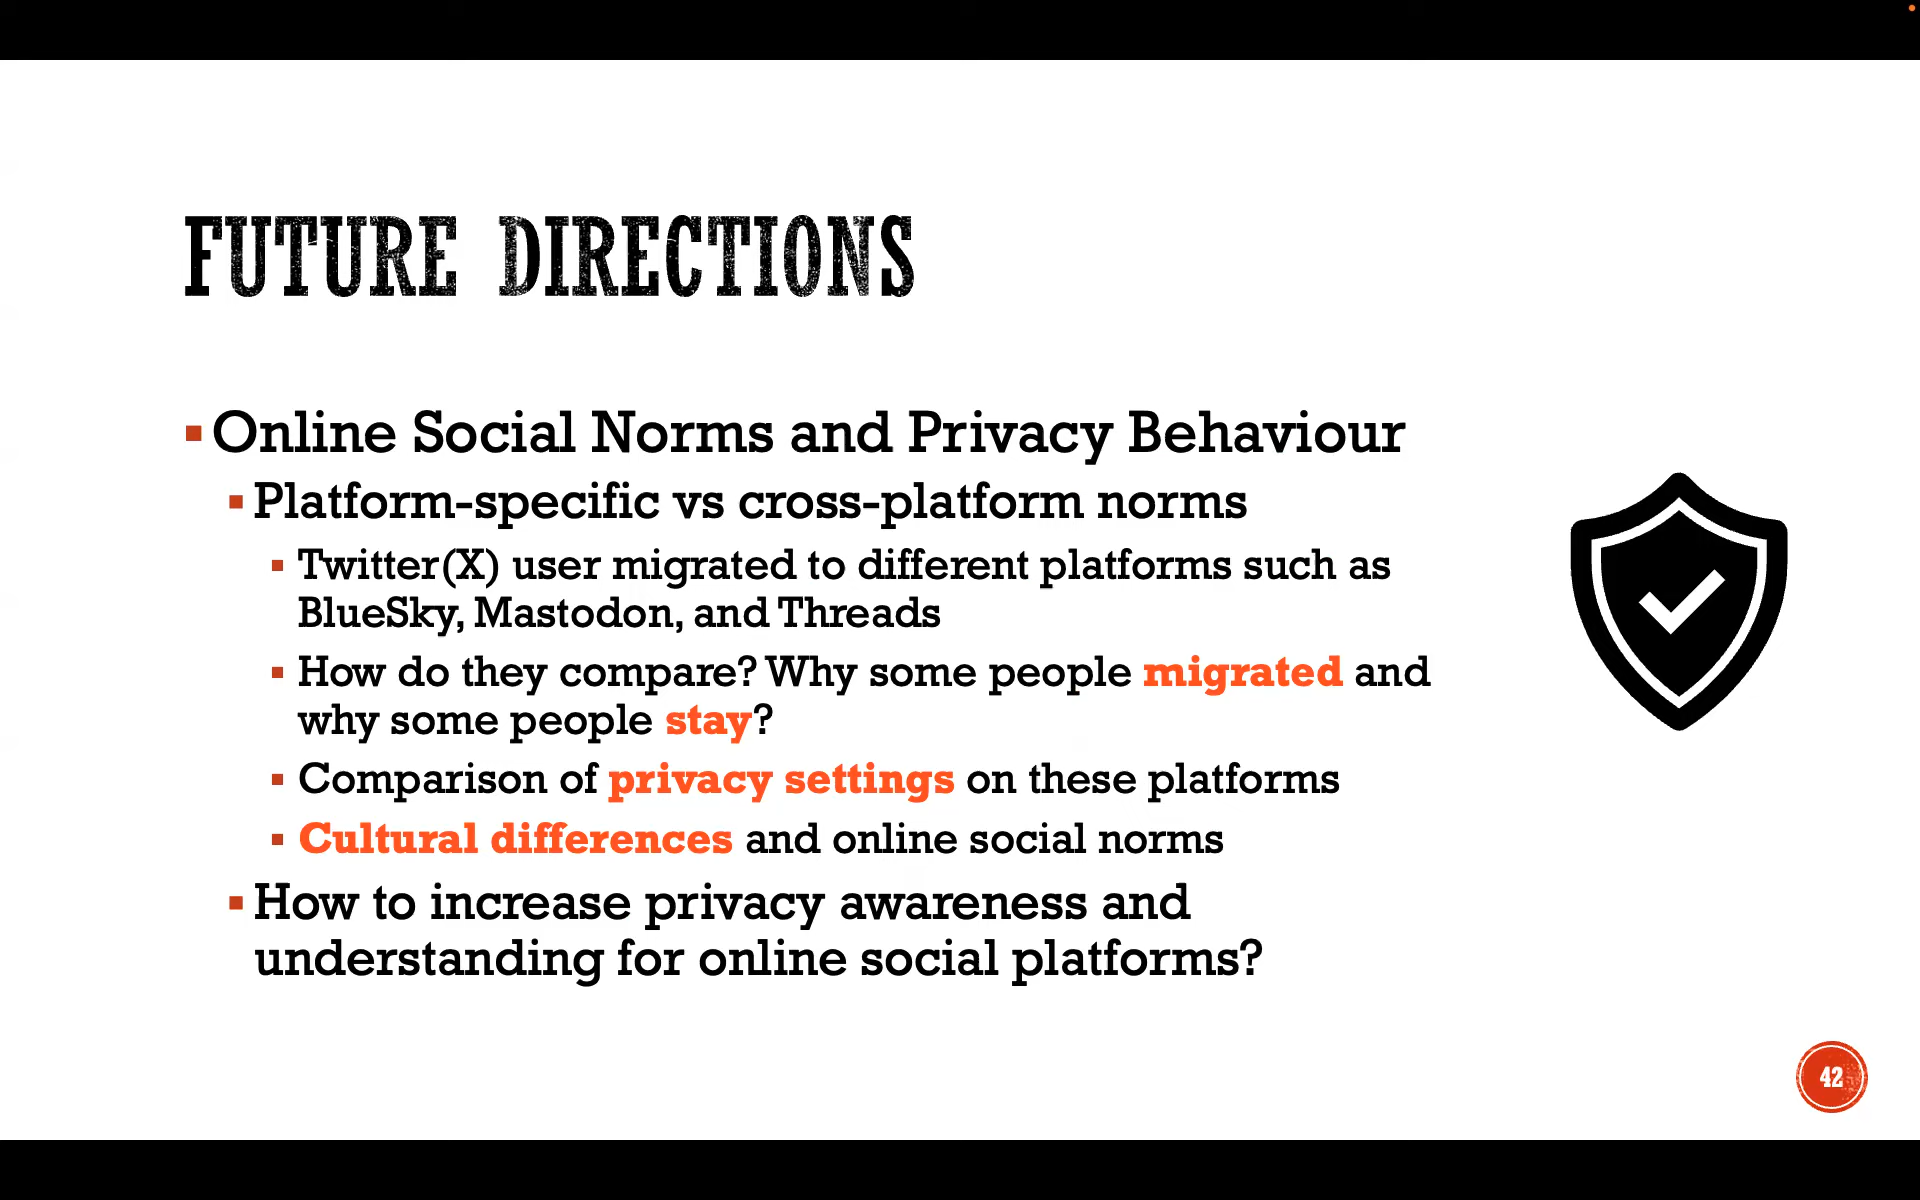 FUTURE DIRECTIONS
Online Social Norms and Privacy Behaviour
Platform-specific vs cross-platform norms
Twitter(X) user migrated to different platforms such as
BlueSky, Mastodon, and Threads
How do they compare? Why some people migrated and
why some people stay?
Comparison of privacy settings on these platforms
Cultural differences and online social norms
How to increase privacy awareness and
understanding for online social platforms?
42